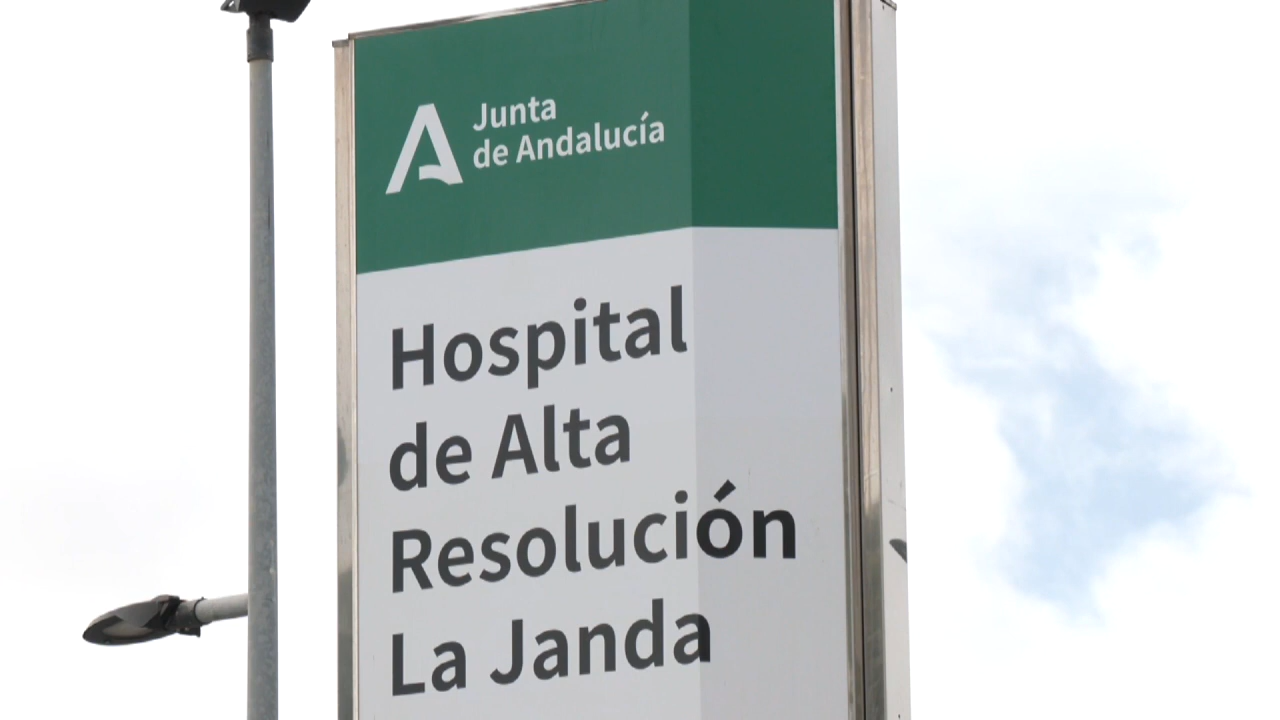 Junta
de Andalucía
Hospital
de Alta
Resolución
La Janda